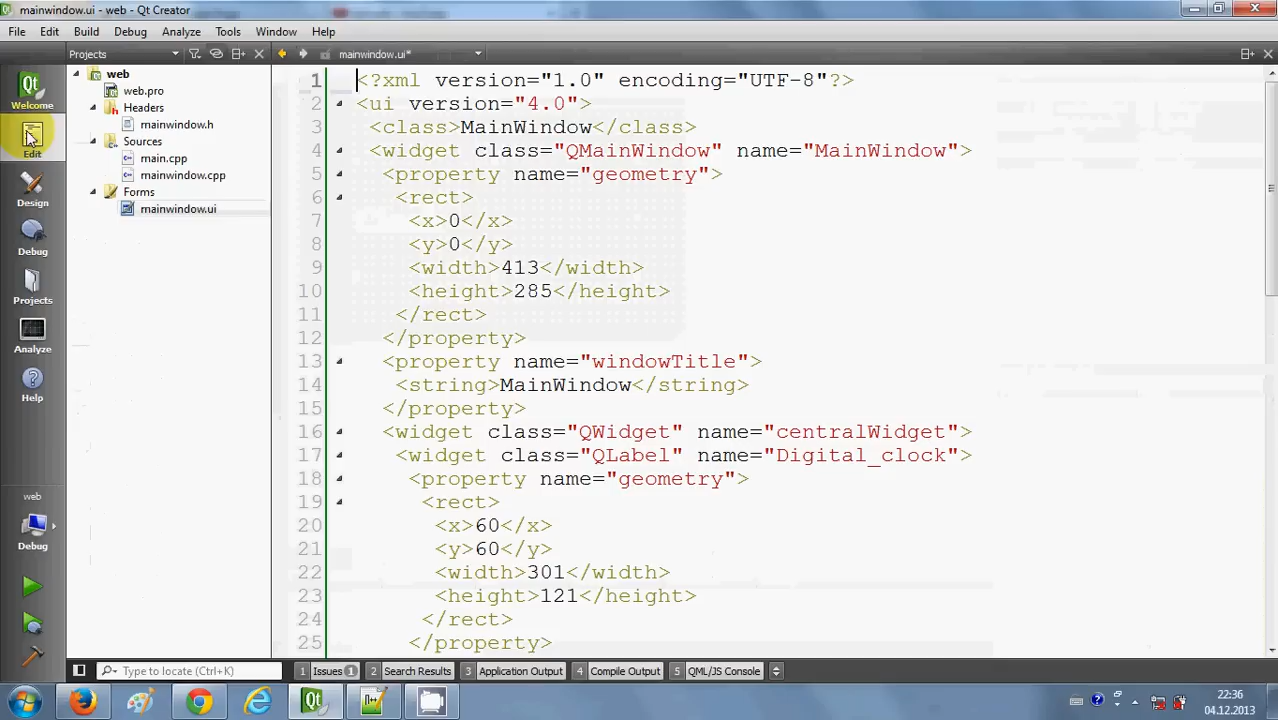 mainwindow.ui - web - Qt Creator
File Edit Build Debug Analyze Tools Window Help
Projects mainwindow.ui*
Welcome
Edit
Design
Debug
Projects
Analyze
Help
web
Debug
web
web.pro
Headers
mainwindow.h
Sources
main.cpp
mainwindow.cpp
Forms
mainwindow.ui
1 <?xml version="1.0" encoding="UTF-8"?>
2 <ui version="4.0">
3 <class>MainWindow</class>
4 <widget class="QMainWindow" name="MainWindow">
5 <property name="geometry">
6 <rect>
7 <x>0</x>
8 <y>0</y>
9 <width>413</width>
10 <height>285</height>
11 </rect>
12 </property>
13 <property name="windowTitle">
14 <string>MainWindow</string>
15 </property>
16 <widget class="QWidget" name="centralWidget">
17 <widget class="QLabel" name="Digital_clock">
18 <property name="geometry">
19 <rect>
20 <x>60</x>
21 <y>60</y>
22 <width>301</width>
23 <height>121</height>
24 </rect>
25 </property>
Type to locate (Ctrl+K) 1 Issues 1 2 Search Results 3 Application Output 4 Compile Output 5 QML/JS Console
22:36
04.12.2013